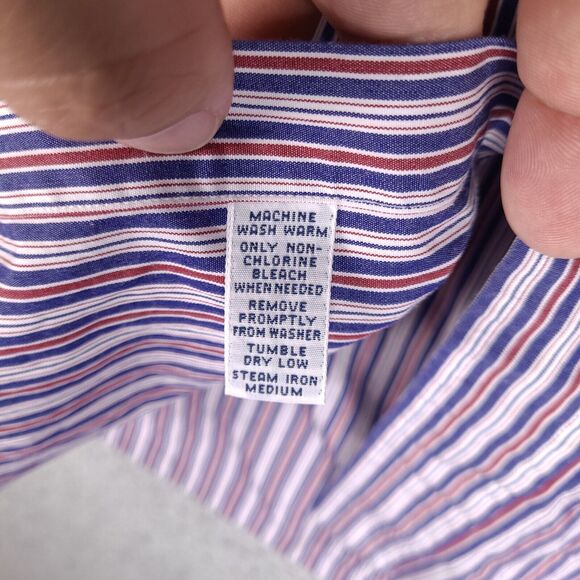 MACHINE
WASH WARM
ONLY NON-
CHLORINE
BLEACH
WHEN NEEDED
REMOVE
PROMPTLY
FROM WASHER
TUMBLE
DRY LOW
STEAM IRON
MEDIUM